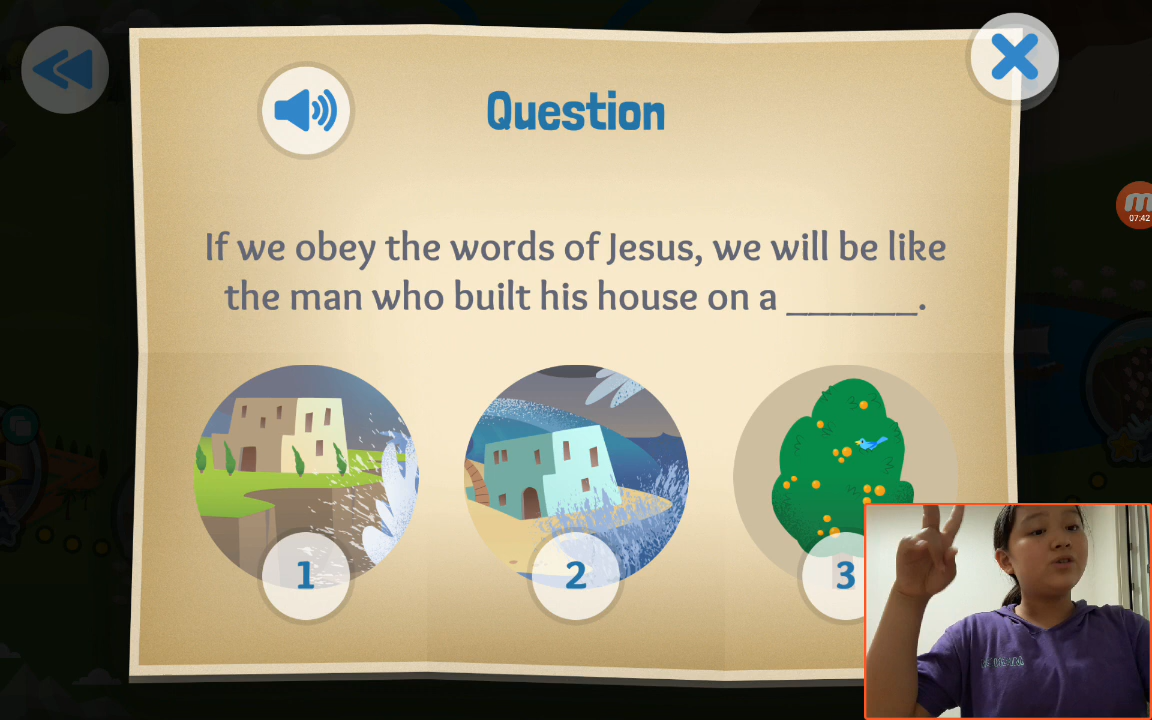 Question
07:42
If we obey the words of Jesus, we will be like
the man who built his house on a ______.
1
2
3